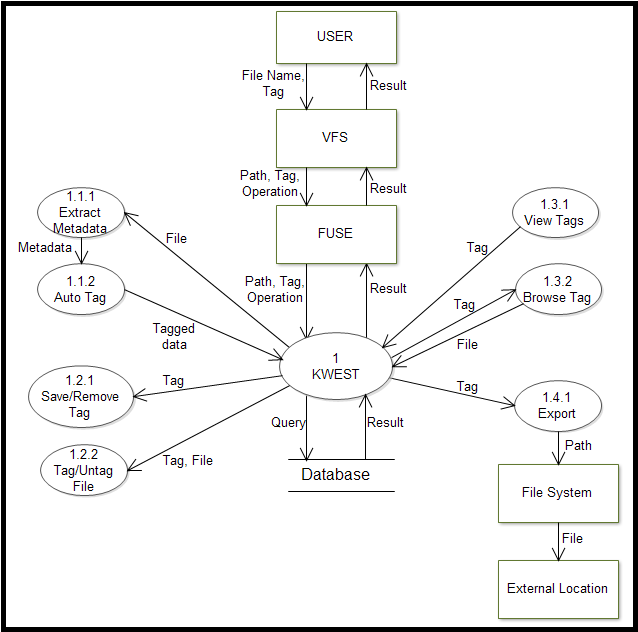 USER
File Name,
Tag
Result
VFS
Path, Tag,
Operation
Result
FUSE
Path, Tag,
Operation
Result
1.1.1
Extract
Metadata
Metadata
File
1.1.2
Auto Tag
Tagged
data
1.3.1
View Tags
Tag
1.3.2
Browse Tag
Tag
File
1
KWEST
1.2.1
Save/Remove
Tag
Tag
1.2.2
Tag/Untag
File
Tag, File
Query
Result
Database
Tag
1.4.1
Export
Path
File System
File
External Location